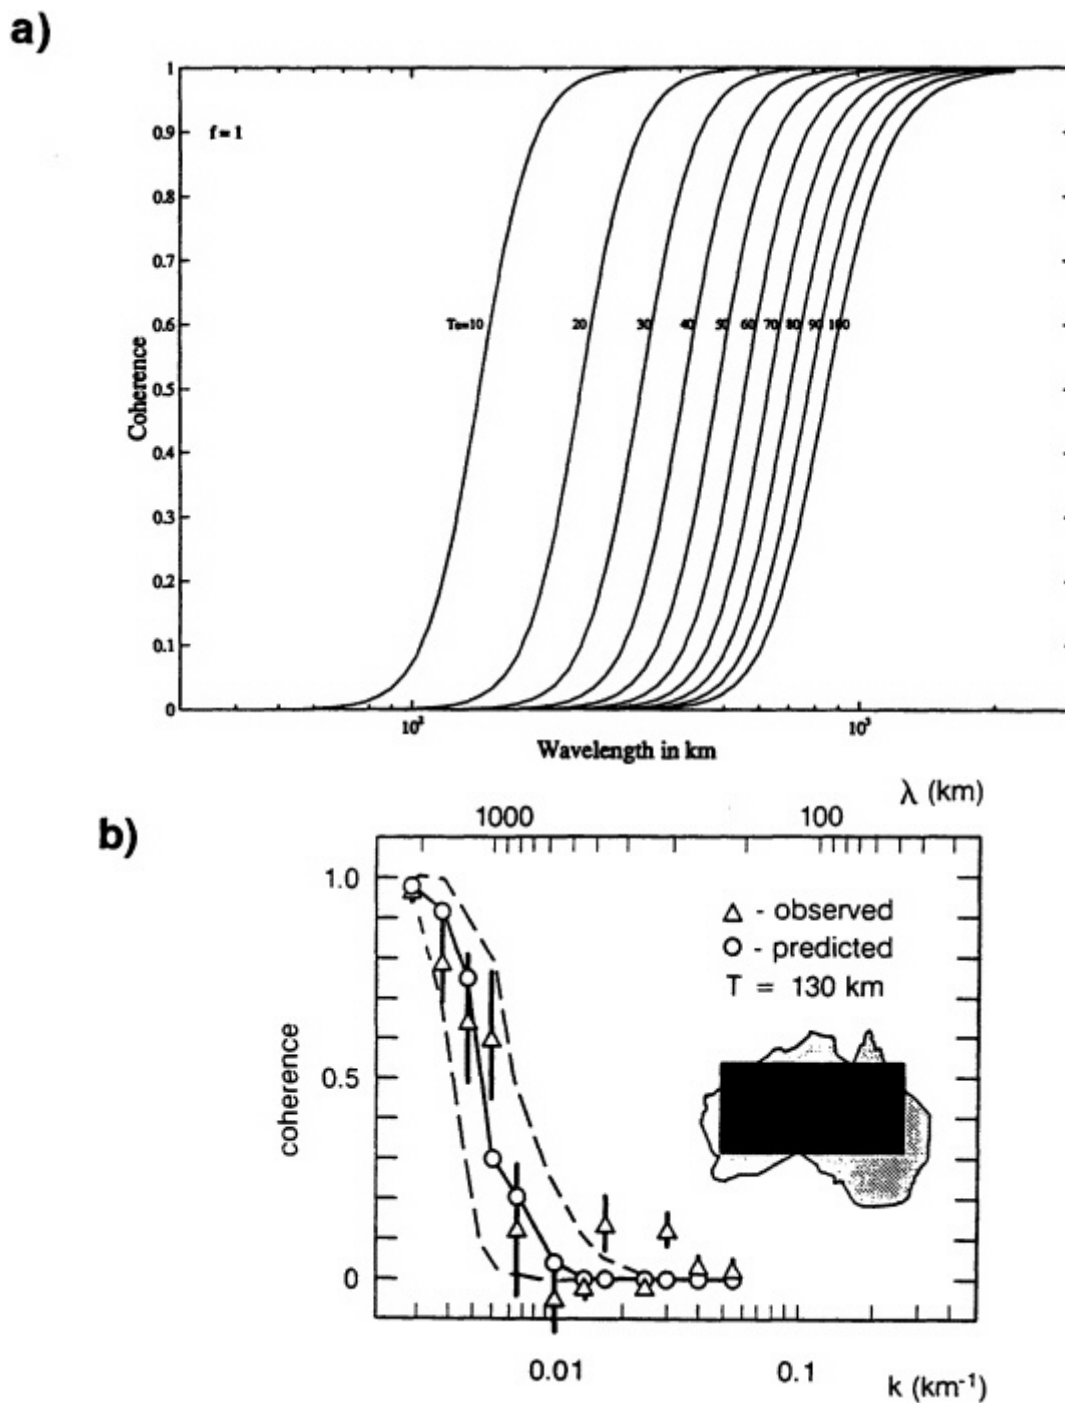 a)
1
0.9
f = 1
0.8
0.7
0.6
Te=10 20 30 40 50 60 70 80 90 100
0.5
Coherence
0.4
0.3
0.2
0.1
0
10² 10³
Wavelength in km
λ (km)
b)
1000 100
1.0
△ - observed
○ - predicted
T = 130 km
coherence
0.5
0
0.01 0.1
k (km⁻¹)